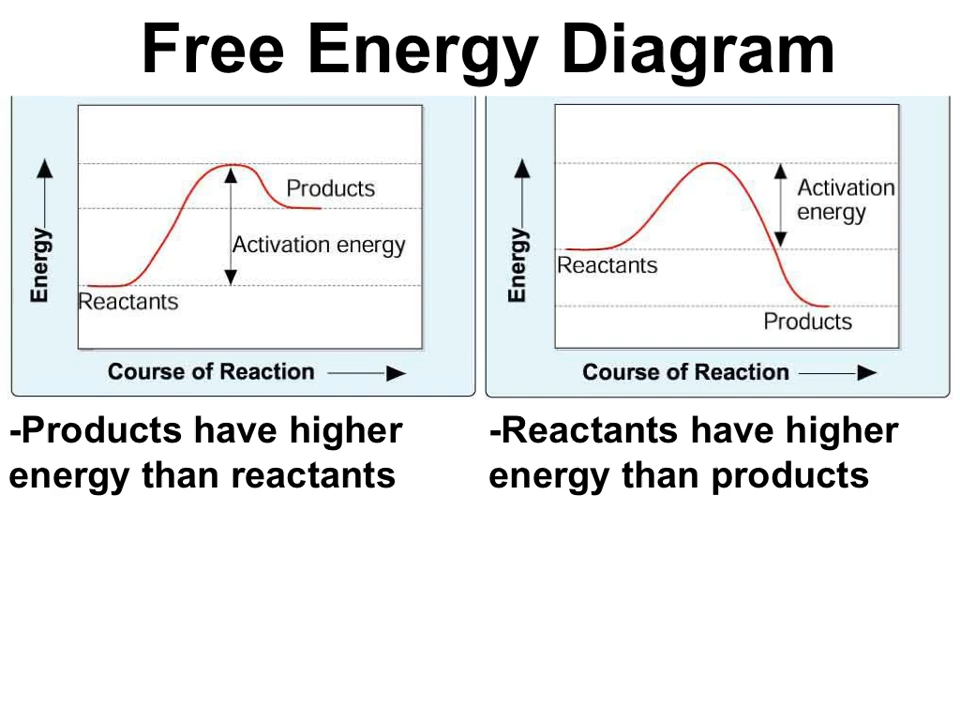 Free Energy Diagram
Energy
Products
Activation energy
Reactants
Course of Reaction
Energy
Activation
energy
Reactants
Products
Course of Reaction
-Products have higher
energy than reactants
-Reactants have higher
energy than products